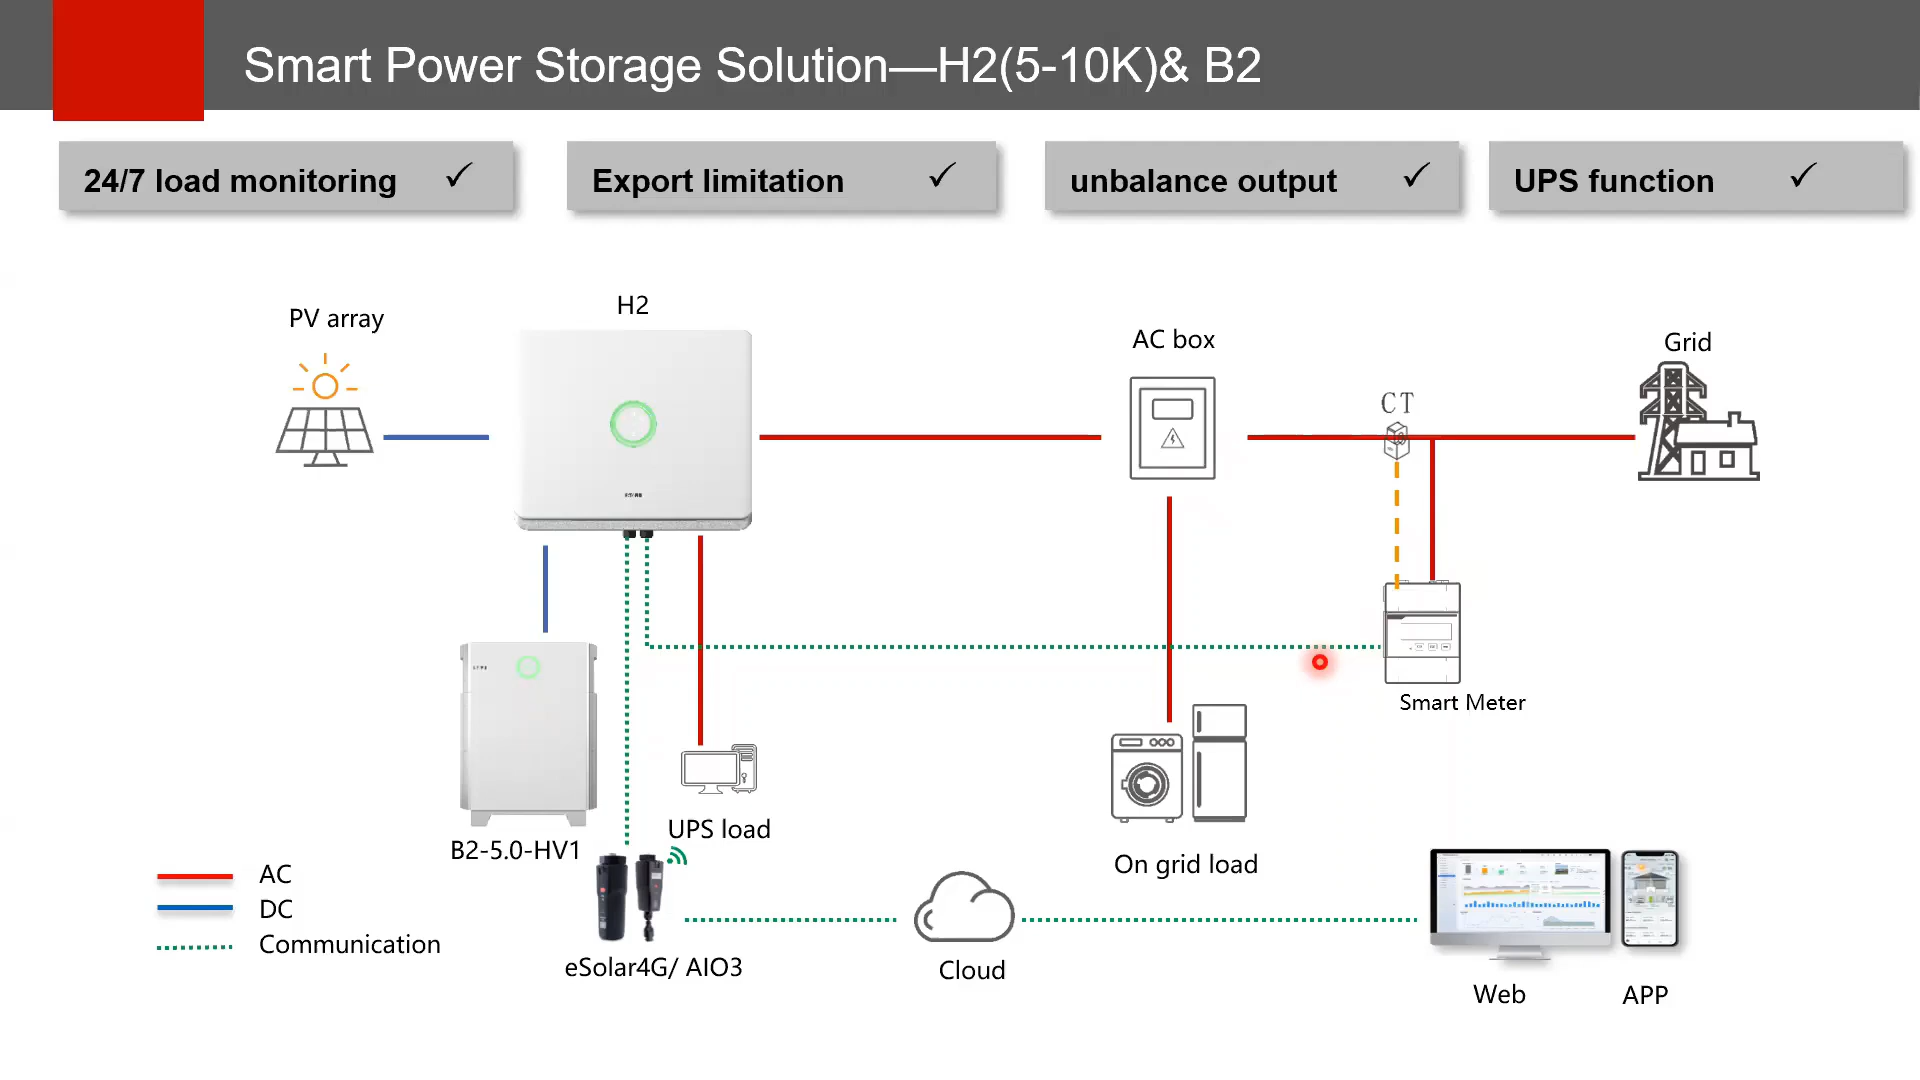 Smart Power Storage Solution—H2(5-10K)& B2
24/7 load monitoring ✓
Export limitation ✓
unbalance output ✓
UPS function ✓
PV array
H2
AC box
CT
Grid
Smart Meter
B2-5.0-HV1
UPS load
On grid load
AC
DC
Communication
eSolar4G/ AIO3
Cloud
Web
APP